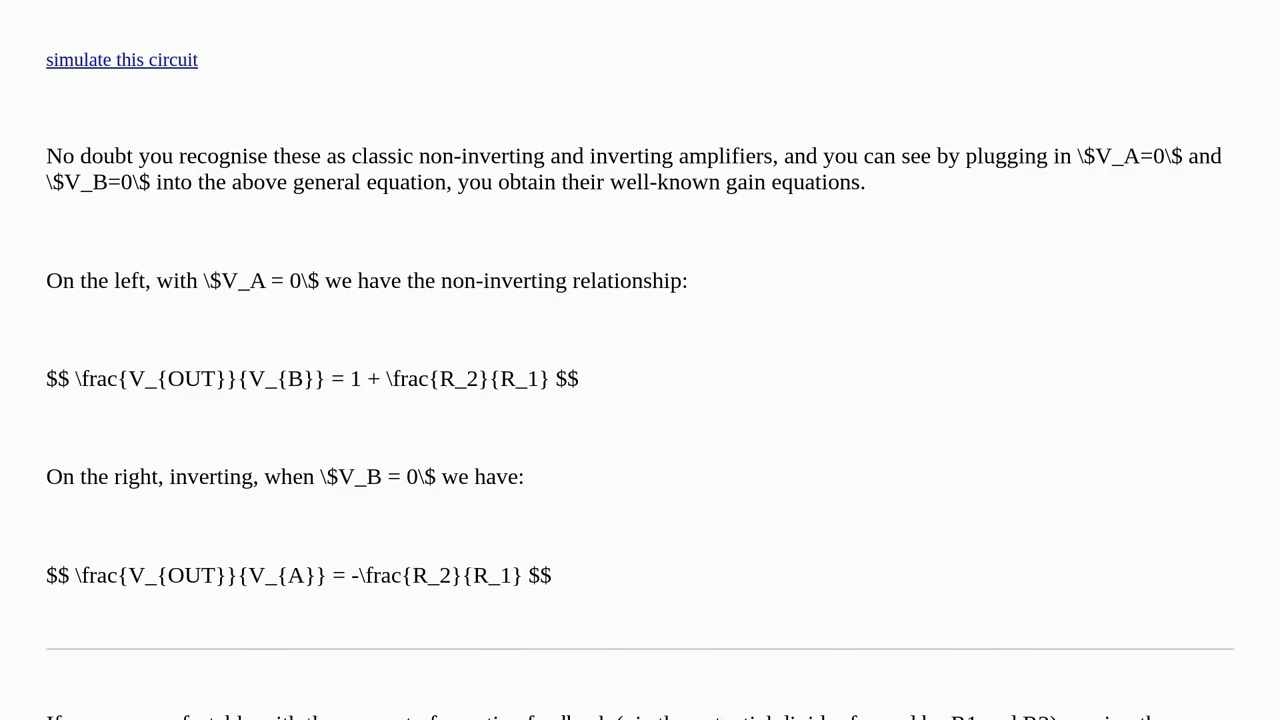 simulate this circuit
No doubt you recognise these as classic non-inverting and inverting amplifiers, and you can see by plugging in \$V_A=0\$ and
\$V_B=0\$ into the above general equation, you obtain their well-known gain equations.
On the left, with \$V_A = 0\$ we have the non-inverting relationship:
$$ \frac{V_{OUT}}{V_{B}} = 1 + \frac{R_2}{R_1} $$
On the right, inverting, when \$V_B = 0\$ we have:
$$ \frac{V_{OUT}}{V_{A}} = -\frac{R_2}{R_1} $$